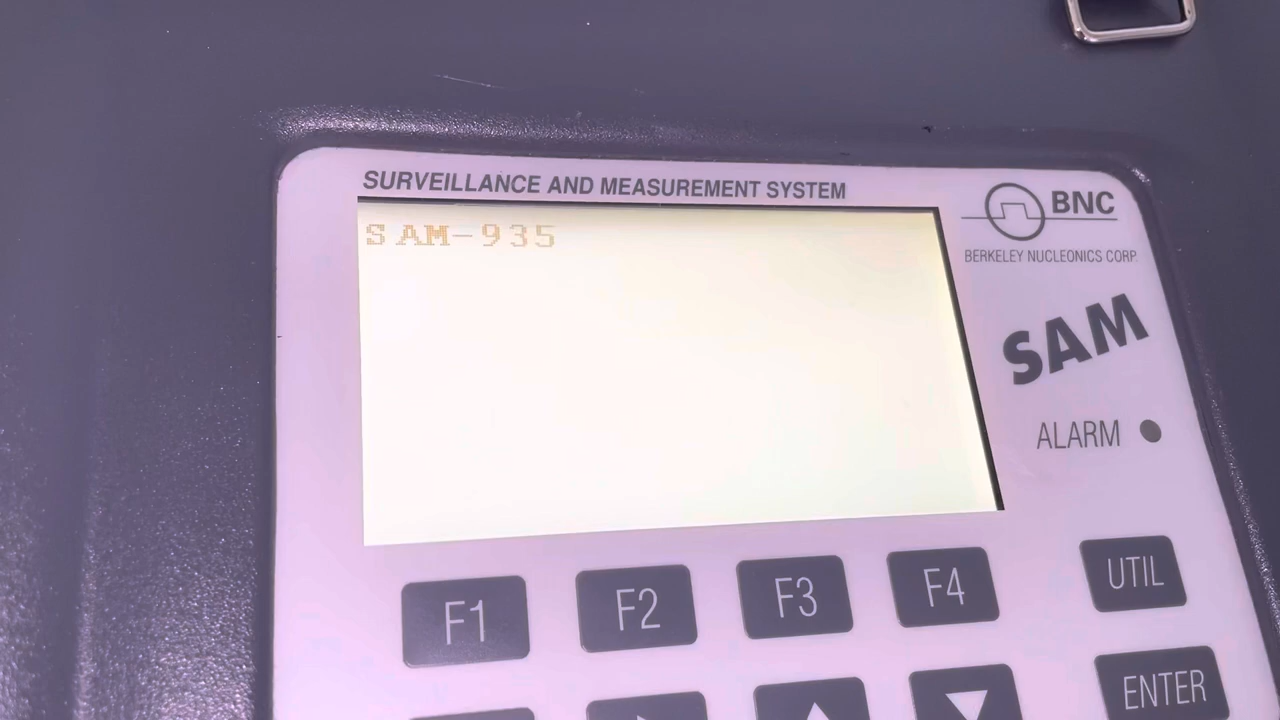 SURVEILLANCE AND MEASUREMENT SYSTEM
BNC
BERKELEY NUCLEONICS CORP.
SAM-935
SAM
ALARM
F1 F2 F3 F4 UTIL
ENTER